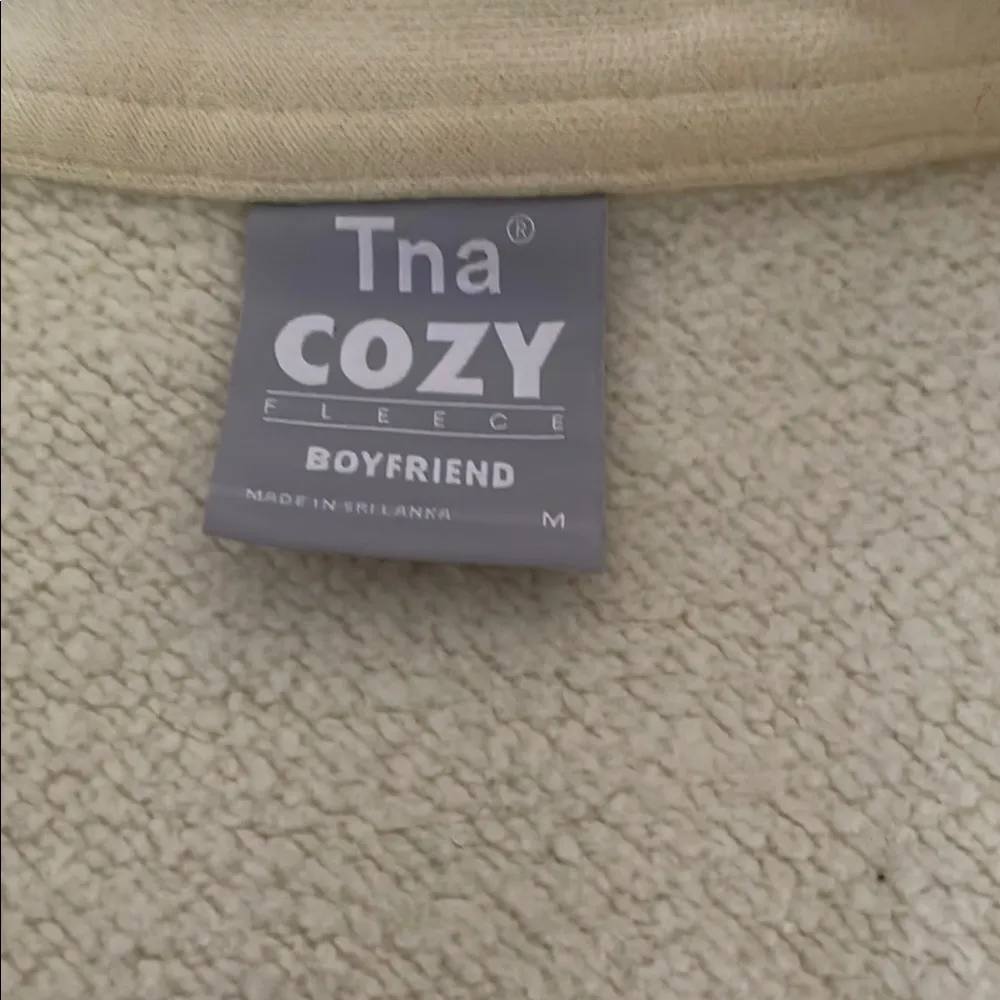 Tna®
COZY
FLEECE
BOYFRIEND
MADE IN SRI LANKA M